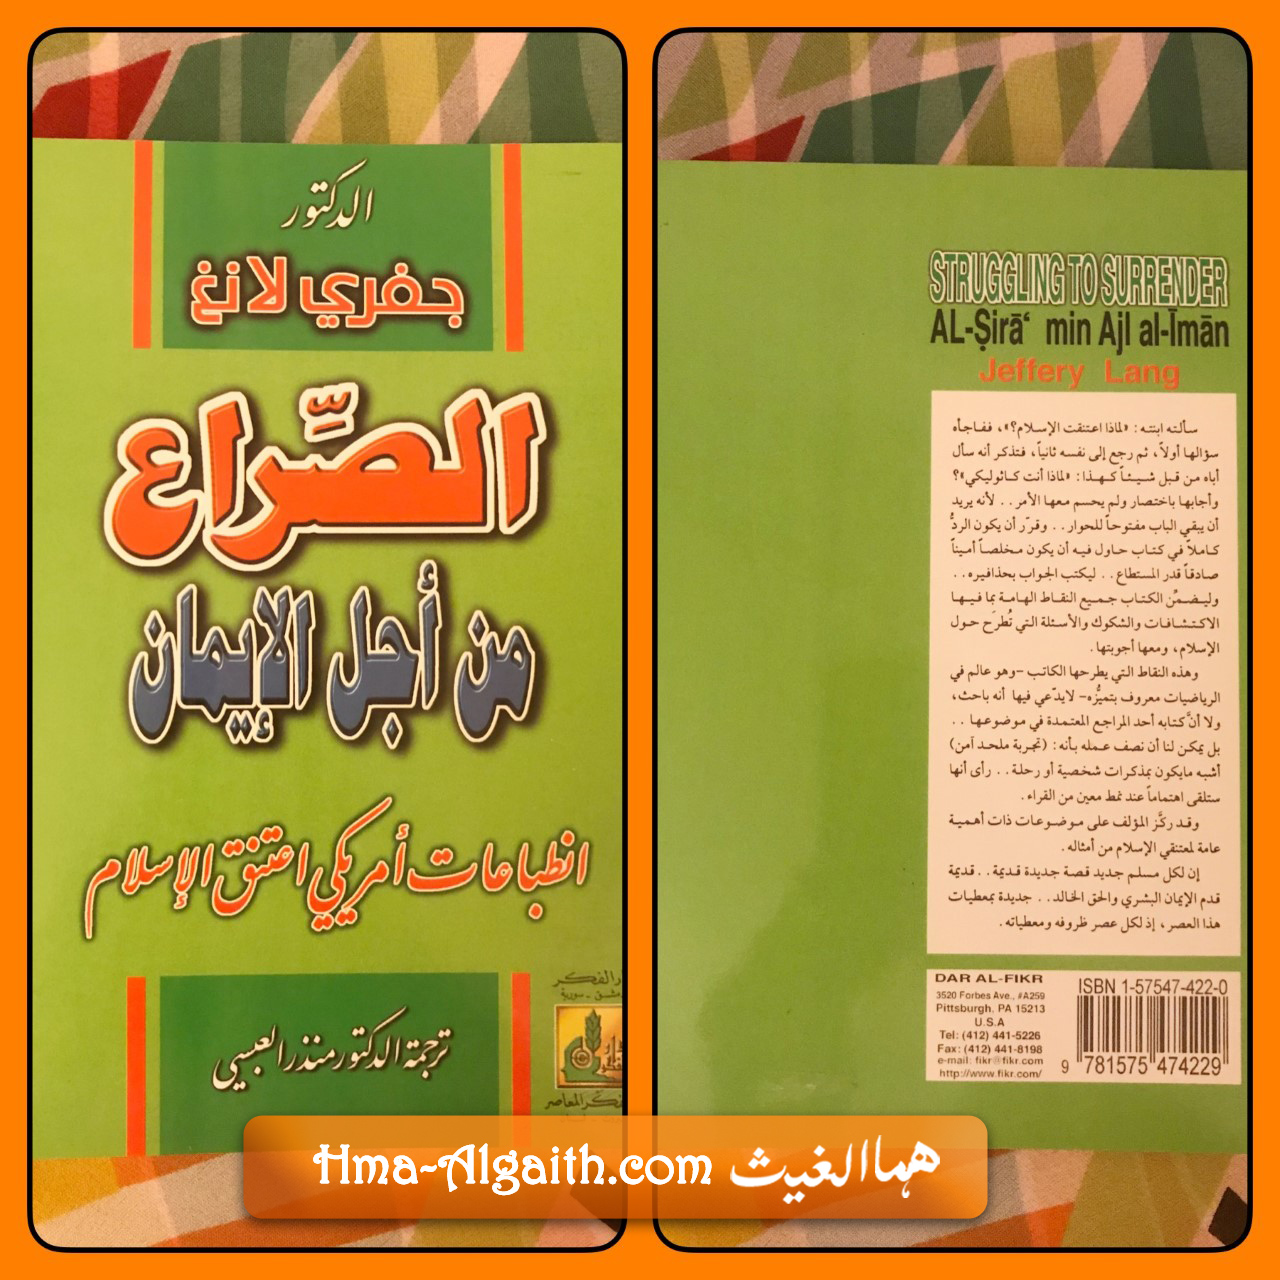 الدكتور
جفري لانغ
الصِّراع
من أجل الإيمان
انطباعات أمريكي اعتنق الإسلام
ترجمة الدكتور منذر العبسي
STRUGGLING TO SURRENDER
AL-Ṣirā‘ min Ajl al-Īmān
Jeffery Lang
سألته ابنته: «لماذا اعتنقت الإسلام؟»، ففاجأه
سؤالها أولاً، ثم رجع إلى نفسه ثانياً، فتذكر أنه سأل
أباه من قبل شيئاً كهذا: «لماذا أنت كاثوليكي»؟
وأجابها باختصار ولم يحسم معها الأمر.. لأنه يريد
أن يبقي الباب مفتوحاً للحوار.. وقرّر أن يكون الردُّ
كاملاً في كتاب حاول فيه أن يكون مخلصاً أميناً
صادقاً قدر المستطاع.. ليكتب الجواب بحذافيره..
وليضمِّن الكتاب جميع النقاط الهامة بما فيها
الاكتشافات والشكوك والأسئلة التي تُطرَح حول
الإسلام، ومعها أجوبتها.
وهذه النقاط التي يطرحها الكاتب -وهو عالم في
الرياضيات معروف بتميُّزه- لايدّعي فيها أنه باحث،
ولا أنَّ كتابه أحد المراجع المعتمدة في موضوعها..
بل يمكن لنا أن نصف عمله بأنه: (تجربة ملحد آمن)
أشبه مايكون بمذكرات شخصية أو رحلة.. رأى أنها
ستلقى اهتماماً عند نمط معين من القراء.
وقد ركّز المؤلف على موضوعات ذات أهمية
عامة لمعتنقي الإسلام من أمثاله.
إن لكل مسلم جديد قصة جديدة قديمة.. قديمة
قدم الإيمان البشري والحق الخالد.. جديدة بمعطيات
هذا العصر، إذ لكل عصر ظروفه ومعطياته.
DAR AL-FIKR
3520 Forbes Ave., #A259
Pittsburgh, PA 15213
U.S.A
Tel: (412) 441-5226
Fax: (412) 441-8198
e-mail: fikr@fikr.com
http://www.fikr.com/
ISBN 1-57547-422-0
9 781575 474229
Hma-Algaith.com هما الغيث